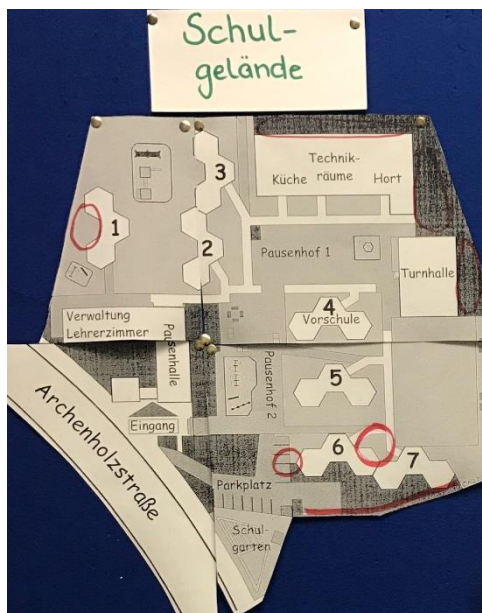 Schul-
gelände
Technik-
Küche räume Hort
3
1
2
Pausenhof 1
Turnhalle
Verwaltung
Lehrerzimmer
4
Vorschule
Pausenhalle
Pausenhof 2
5
Archenholzstraße
Eingang
6
7
Parkplatz
Schul-
garten